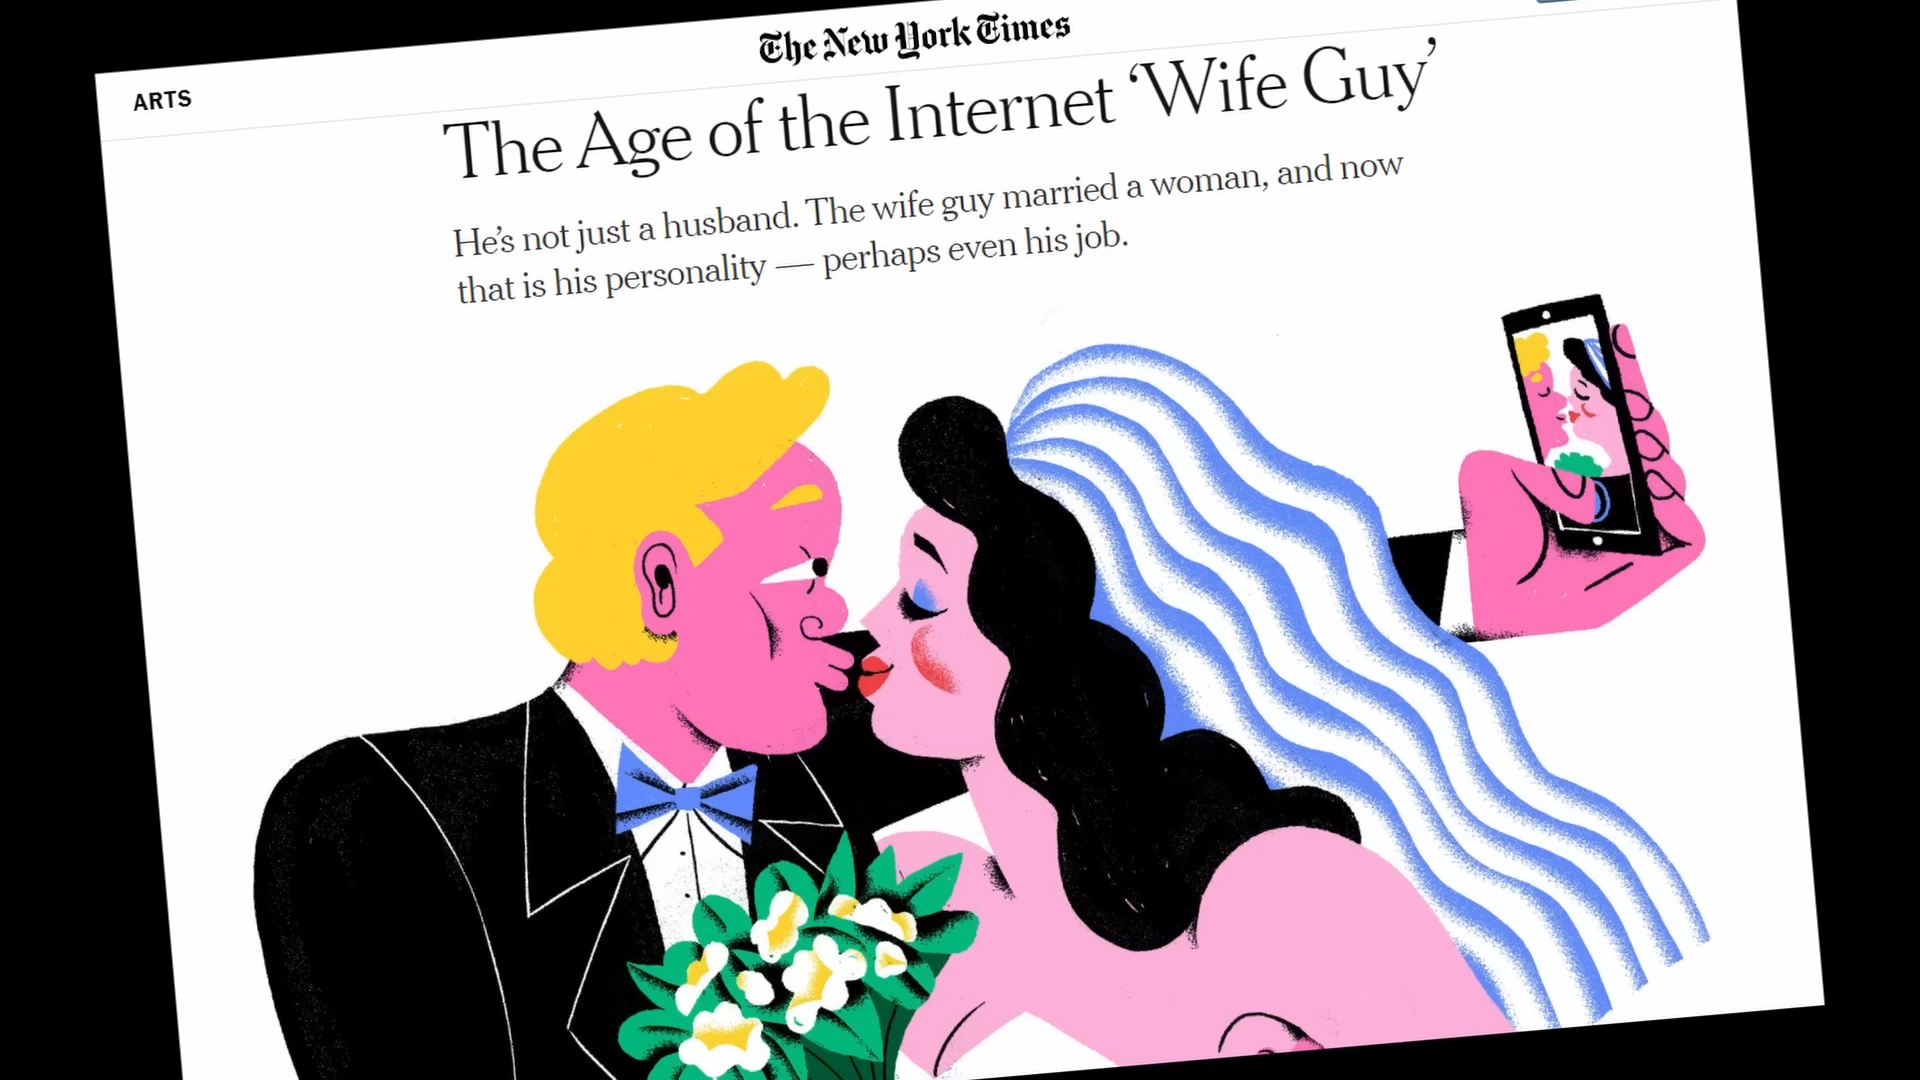 The New York Times
ARTS
The Age of the Internet ‘Wife Guy’
He’s not just a husband. The wife guy married a woman, and now
that is his personality — perhaps even his job.